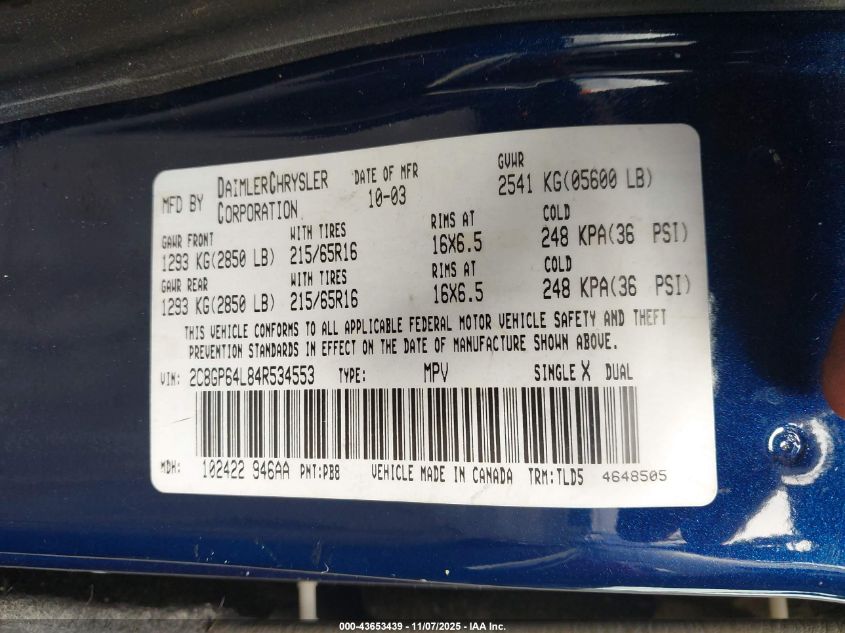 MFD BY DAIMLERCHRYSLER CORPORATION DATE OF MFR 10-03 GVWR 2541 KG(05600 LB)
GAWR FRONT WITH TIRES RIMS AT COLD
1293 KG(2850 LB) 215/65R16 16X6.5 248 KPA(36 PSI)
GAWR REAR WITH TIRES RIMS AT COLD
1293 KG(2850 LB) 215/65R16 16X6.5 248 KPA(36 PSI)
THIS VEHICLE CONFORMS TO ALL APPLICABLE FEDERAL MOTOR VEHICLE SAFETY AND THEFT
PREVENTION STANDARDS IN EFFECT ON THE DATE OF MANUFACTURE SHOWN ABOVE.
VIN: 2C8GP64L84R534553 TYPE: MPV SINGLE X DUAL
MDH: 102422 946AA PNT:PB8 VEHICLE MADE IN CANADA TRM:TLD5 4648505
000-43653439 - 11/07/2025 - IAA Inc.